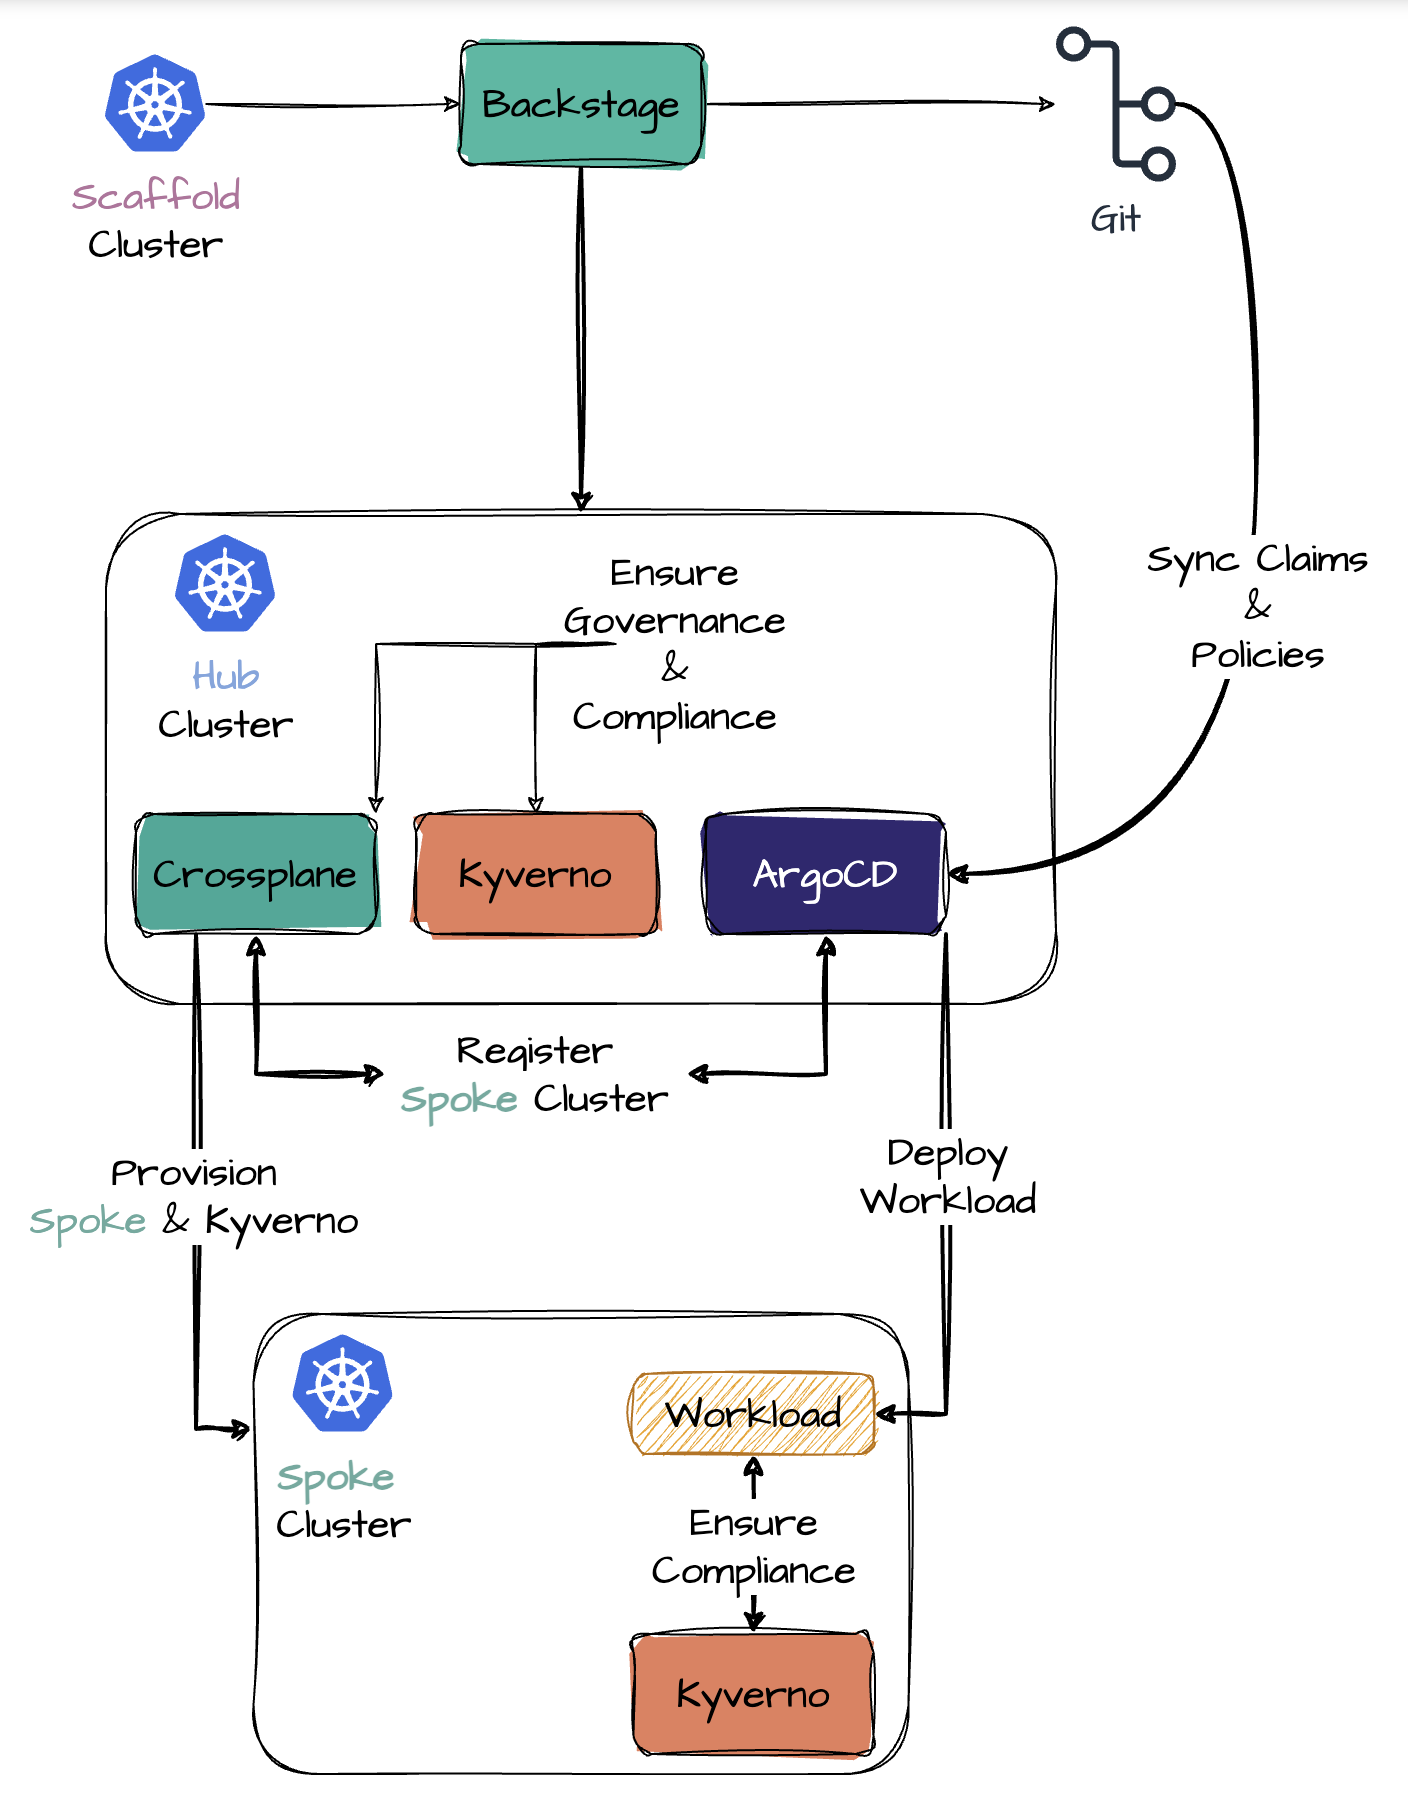 Backstage
Scaffold
Cluster
Git
Ensure
Governance
&
Compliance
Hub
Cluster
Sync Claims
&
Policies
Crossplane
Kyverno
ArgoCD
Register
Spoke Cluster
Provision
Spoke & Kyverno
Deploy
Workload
Spoke
Cluster
Workload
Ensure
Compliance
Kyverno